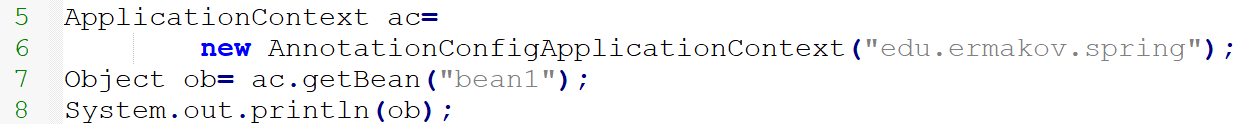 5 ApplicationContext ac=
6 new AnnotationConfigApplicationContext("edu.ermakov.spring");
7 Object ob= ac.getBean("bean1");
8 System.out.println(ob);